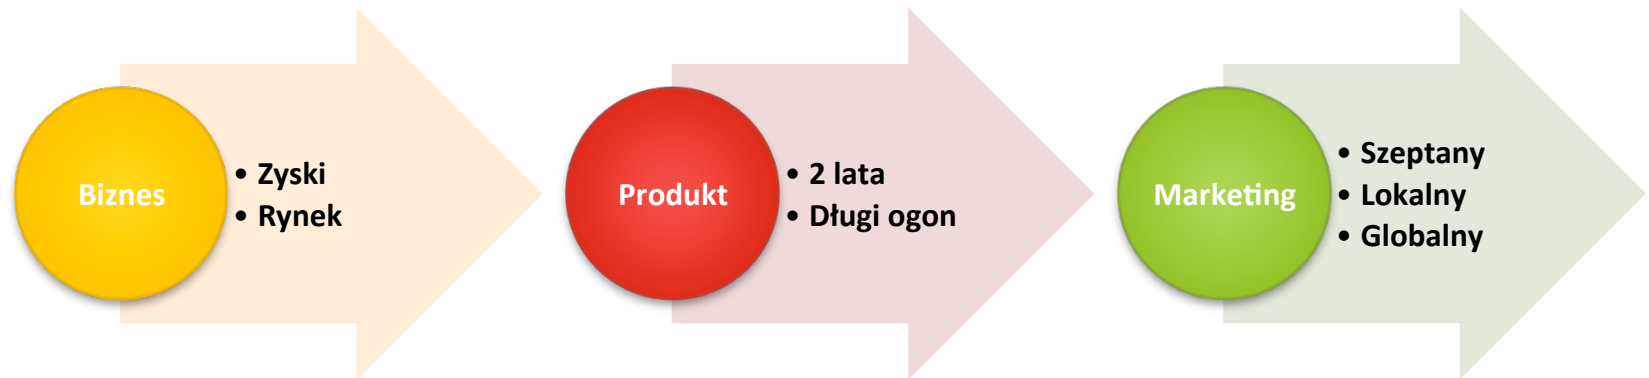 Biznes
• Zyski
• Rynek
Produkt
• 2 lata
• Długi ogon
Marketing
• Szeptany
• Lokalny
• Globalny